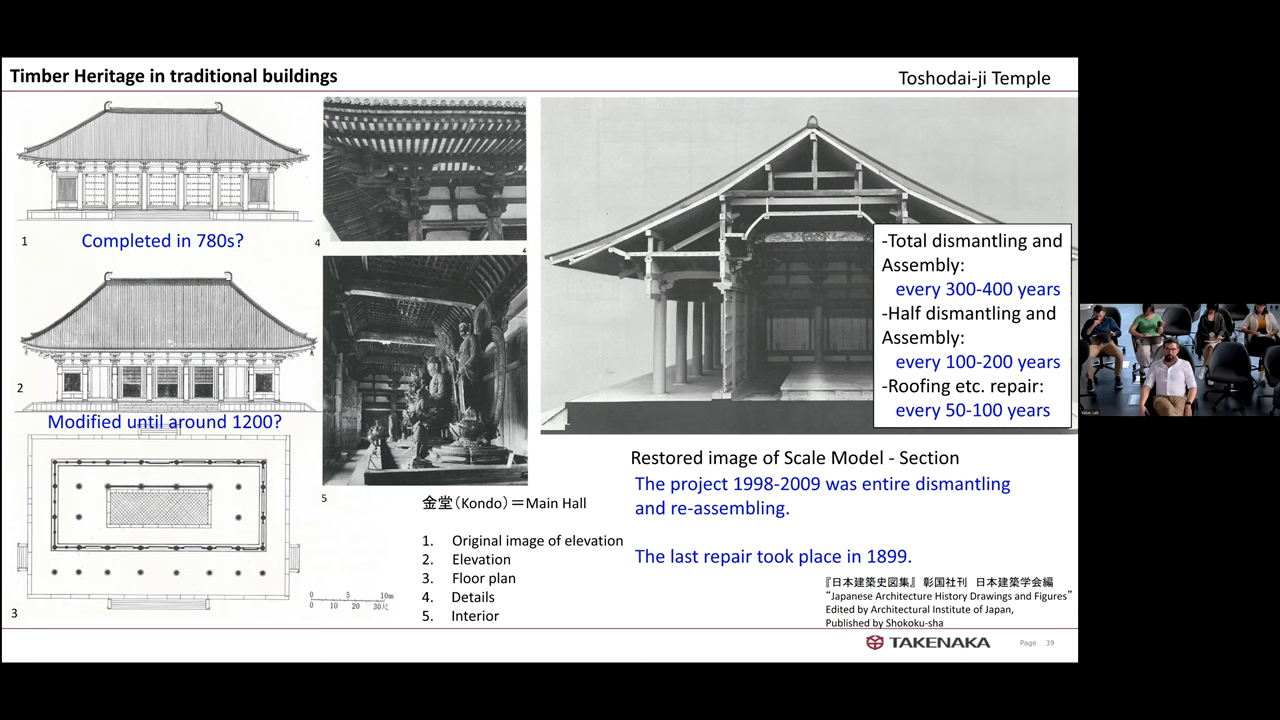 Timber Heritage in traditional buildings
Toshodai-ji Temple
1
Completed in 780s?
4
4
2
Modified until around 1200?
3
5
0 5 10m
0 10 20 30尺
金堂(Kondo)=Main Hall
1. Original image of elevation
2. Elevation
3. Floor plan
4. Details
5. Interior
-Total dismantling and
Assembly:
every 300-400 years
-Half dismantling and
Assembly:
every 100-200 years
-Roofing etc. repair:
every 50-100 years
Restored image of Scale Model - Section
The project 1998-2009 was entire dismantling
and re-assembling.
The last repair took place in 1899.
『日本建築史図集』 彰国社刊 日本建築学会編
“Japanese Architecture History Drawings and Figures”
Edited by Architectural Institute of Japan,
Published by Shokoku-sha
TAKENAKA
Page 39
Value Lab